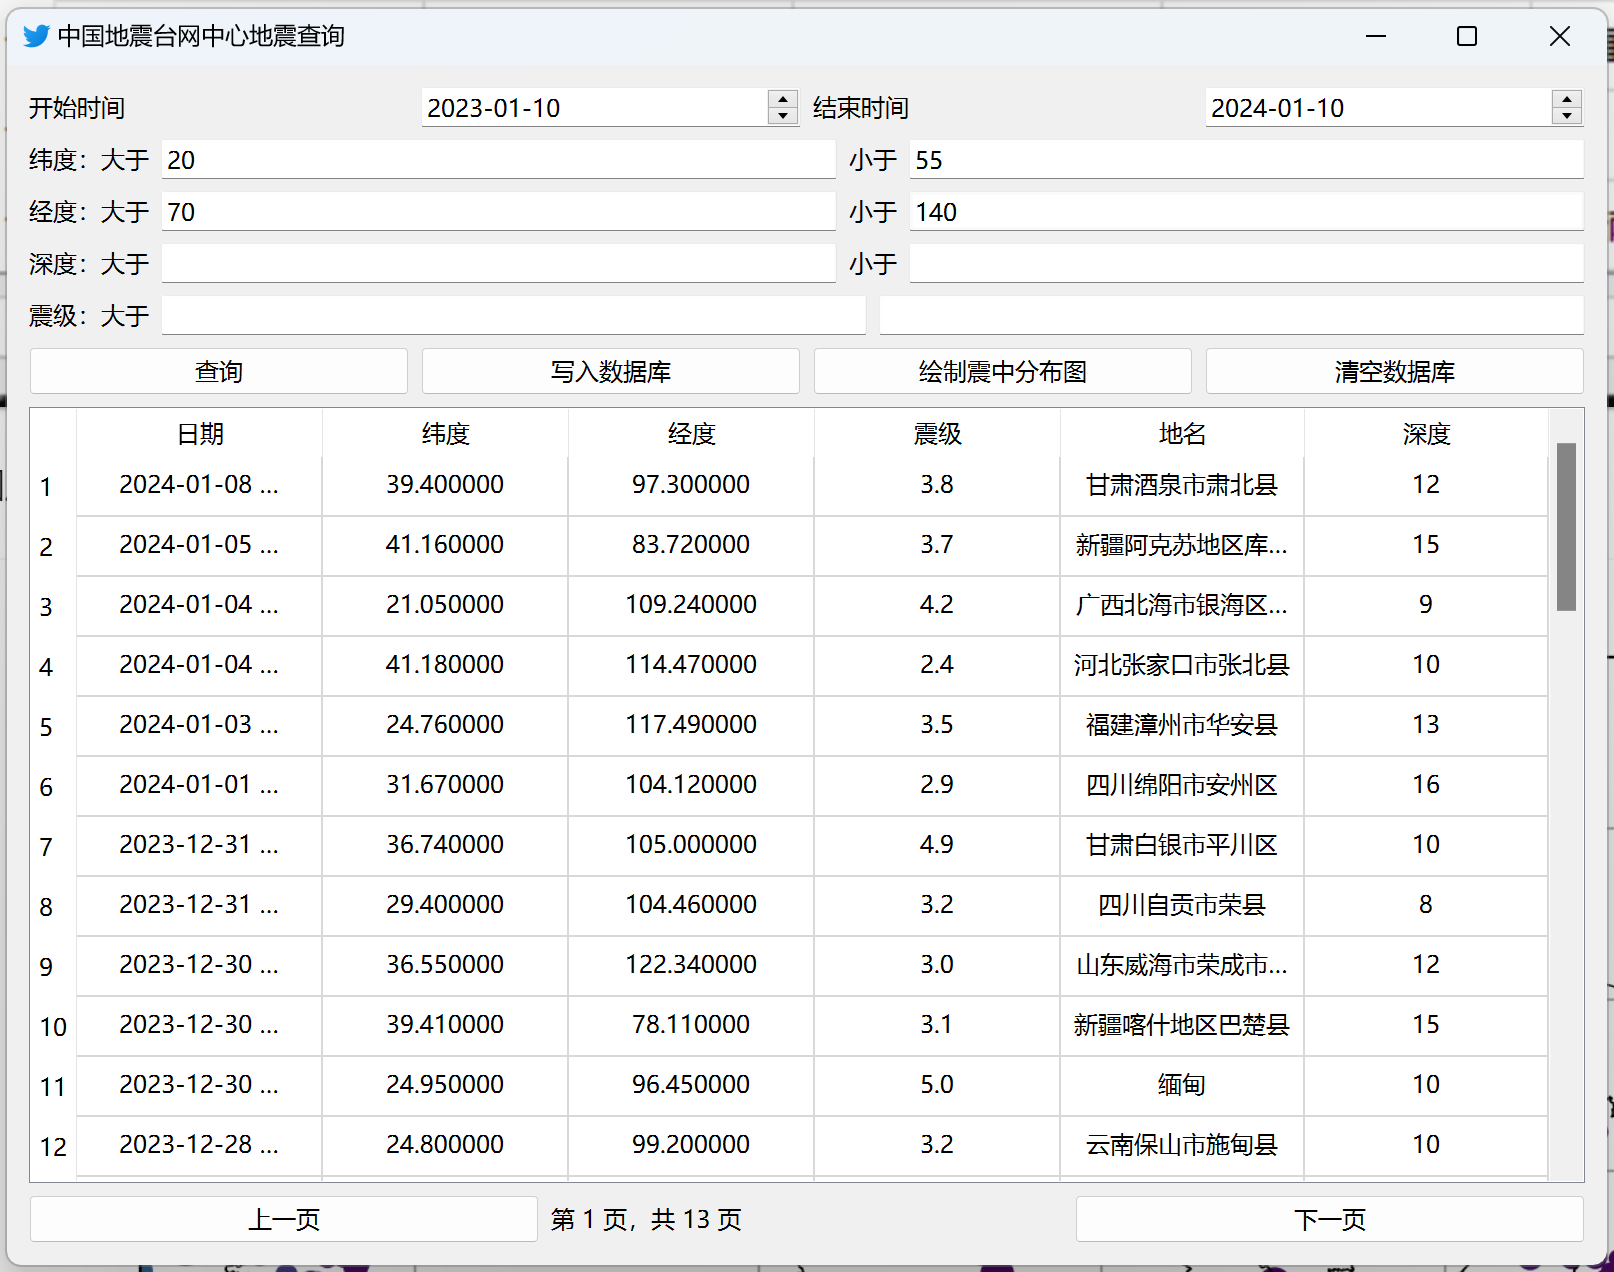 中国地震台网中心地震查询
开始时间 2023-01-10 结束时间 2024-01-10
纬度：大于 20 小于 55
经度：大于 70 小于 140
深度：大于 小于
震级：大于
查询 写入数据库 绘制震中分布图 清空数据库
日期 纬度 经度 震级 地名 深度
1 2024-01-08 ... 39.400000 97.300000 3.8 甘肃酒泉市肃北县 12
2 2024-01-05 ... 41.160000 83.720000 3.7 新疆阿克苏地区库... 15
3 2024-01-04 ... 21.050000 109.240000 4.2 广西北海市银海区... 9
4 2024-01-04 ... 41.180000 114.470000 2.4 河北张家口市张北县 10
5 2024-01-03 ... 24.760000 117.490000 3.5 福建漳州市华安县 13
6 2024-01-01 ... 31.670000 104.120000 2.9 四川绵阳市安州区 16
7 2023-12-31 ... 36.740000 105.000000 4.9 甘肃白银市平川区 10
8 2023-12-31 ... 29.400000 104.460000 3.2 四川自贡市荣县 8
9 2023-12-30 ... 36.550000 122.340000 3.0 山东威海市荣成市... 12
10 2023-12-30 ... 39.410000 78.110000 3.1 新疆喀什地区巴楚县 15
11 2023-12-30 ... 24.950000 96.450000 5.0 缅甸 10
12 2023-12-28 ... 24.800000 99.200000 3.2 云南保山市施甸县 10
上一页 第 1 页，共 13 页 下一页